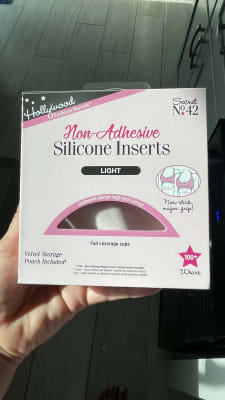 Hollywood
Fashion Secrets
Secret
No. 42
Non-Adhesive
Silicone Inserts
LIGHT
Full-coverage cups
Non-stick,
major grip!
Velvet Storage
Pouch Included!
100+
Wears